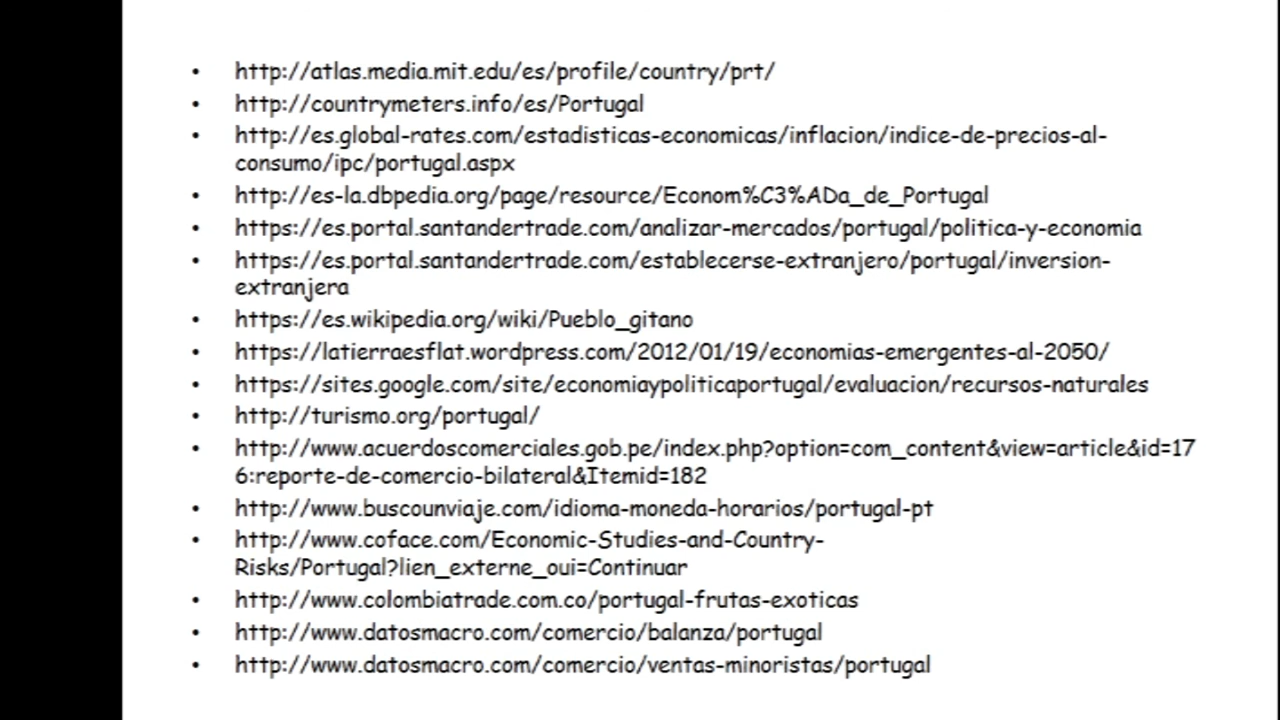 • http://atlas.media.mit.edu/es/profile/country/prt/
• http://countrymeters.info/es/Portugal
• http://es.global-rates.com/estadisticas-economicas/inflacion/indice-de-precios-al-
consumo/ipc/portugal.aspx
• http://es-la.dbpedia.org/page/resource/Econom%C3%ADa_de_Portugal
• https://es.portal.santandertrade.com/analizar-mercados/portugal/politica-y-economia
• https://es.portal.santandertrade.com/establecerse-extranjero/portugal/inversion-
extranjera
• https://es.wikipedia.org/wiki/Pueblo_gitano
• https://latierraesflat.wordpress.com/2012/01/19/economias-emergentes-al-2050/
• https://sites.google.com/site/economiaypoliticaportugal/evaluacion/recursos-naturales
• http://turismo.org/portugal/
• http://www.acuerdoscomerciales.gob.pe/index.php?option=com_content&view=article&id=17
6:reporte-de-comercio-bilateral&Itemid=182
• http://www.buscounviaje.com/idioma-moneda-horarios/portugal-pt
• http://www.coface.com/Economic-Studies-and-Country-
Risks/Portugal?lien_externe_oui=Continuar
• http://www.colombiatrade.com.co/portugal-frutas-exoticas
• http://www.datosmacro.com/comercio/balanza/portugal
• http://www.datosmacro.com/comercio/ventas-minoristas/portugal